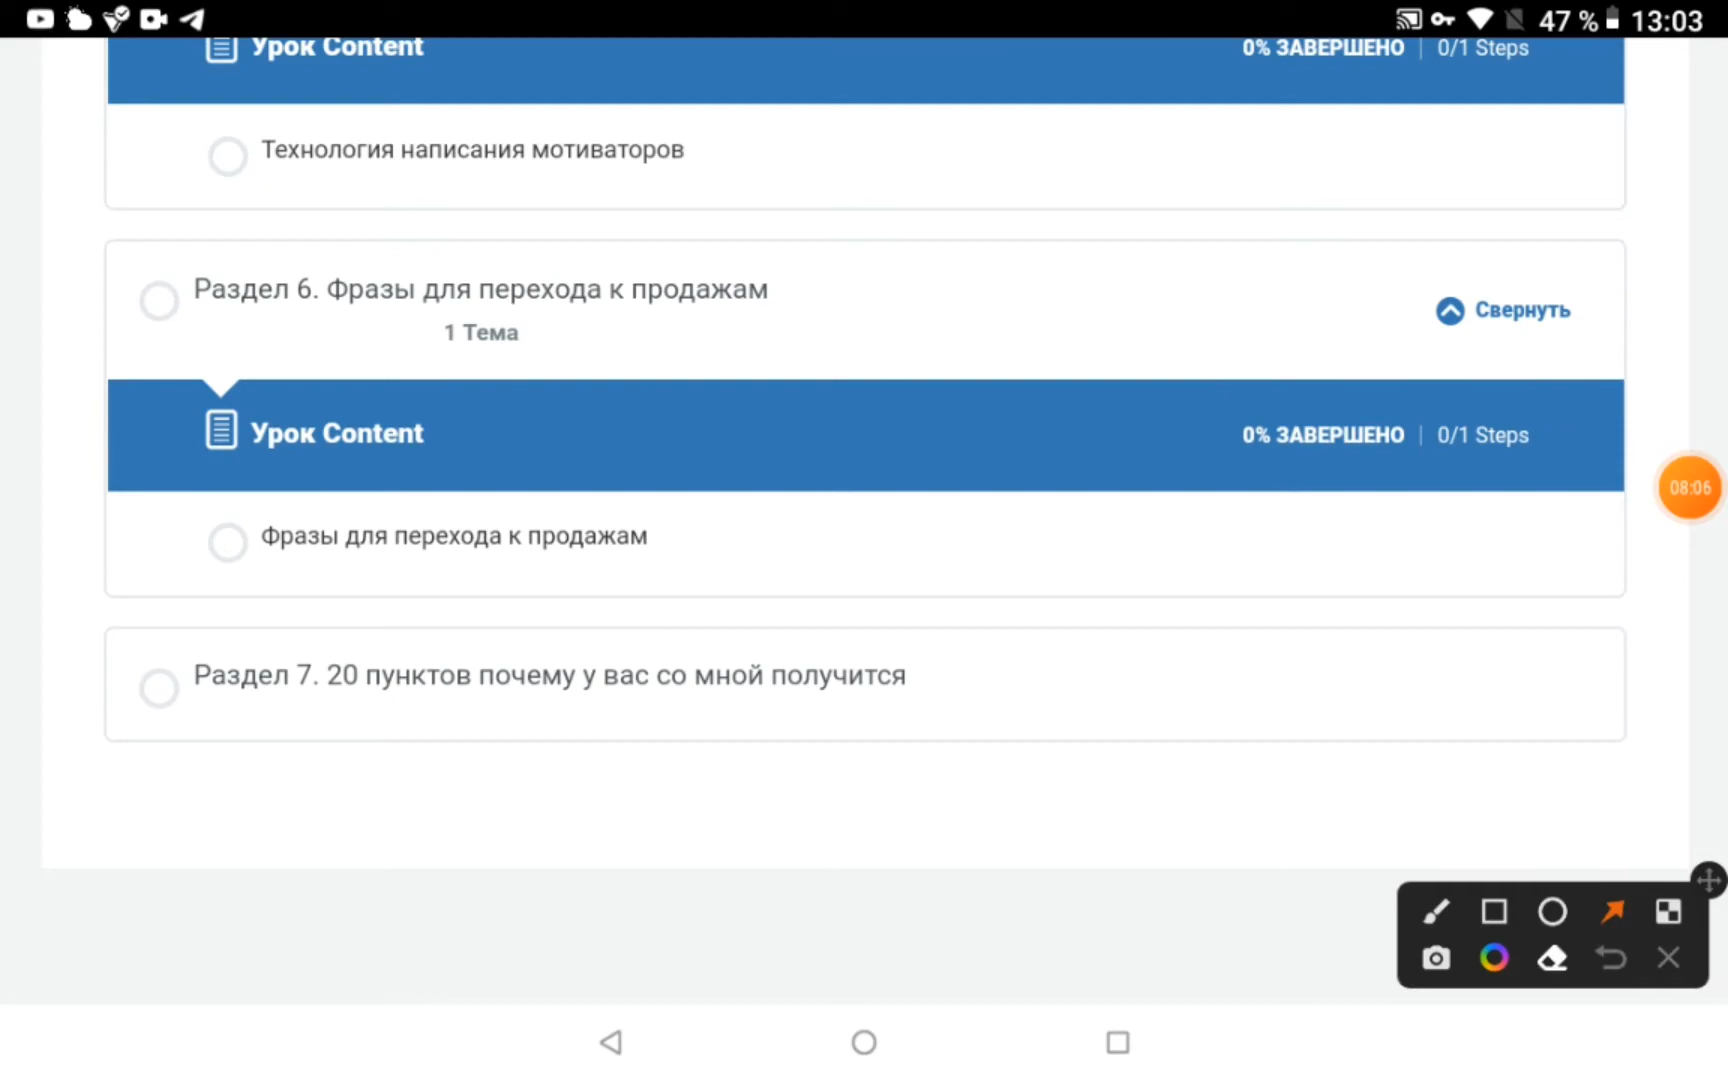 47 % 13:03
Урок Content
0% ЗАВЕРШЕНО | 0/1 Steps
Технология написания мотиваторов
Раздел 6. Фразы для перехода к продажам
1 Тема
Свернуть
Урок Content
0% ЗАВЕРШЕНО | 0/1 Steps
08:06
Фразы для перехода к продажам
Раздел 7. 20 пунктов почему у вас со мной получится